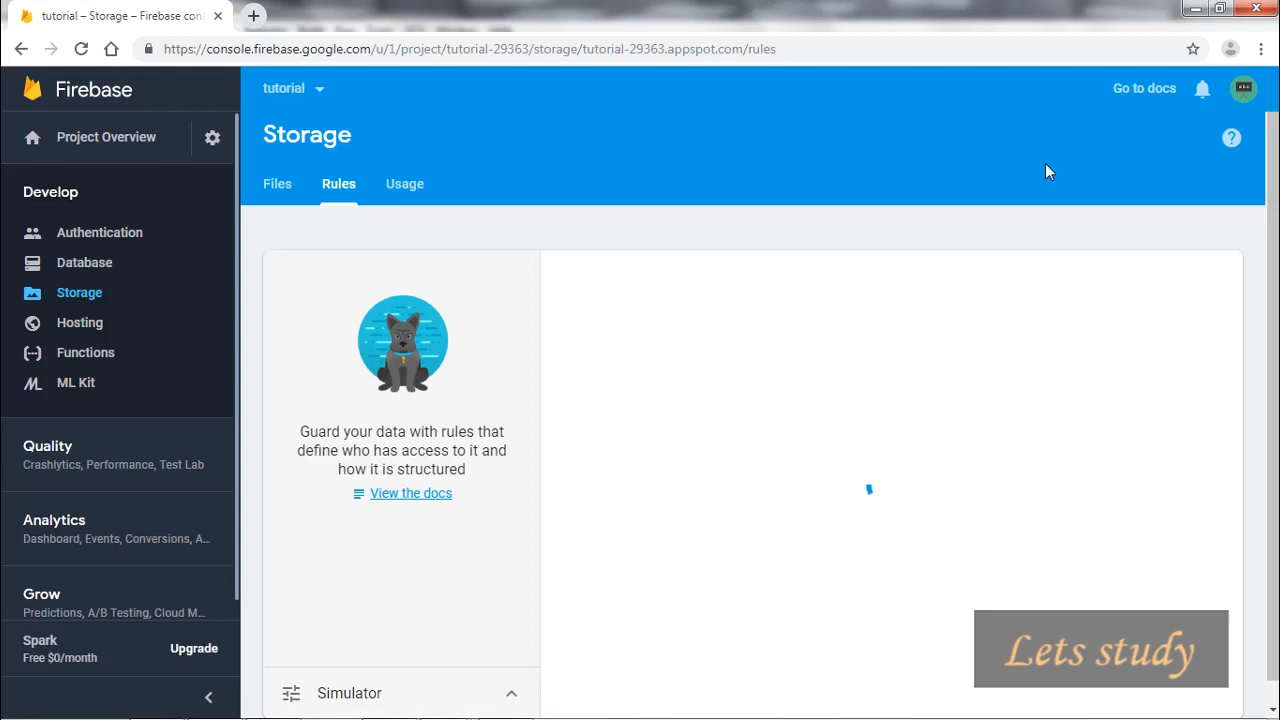 tutorial – Storage – Firebase con
https://console.firebase.google.com/u/1/project/tutorial-29363/storage/tutorial-29363.appspot.com/rules
Firebase
tutorial
Go to docs
Project Overview
Storage
Files
Rules
Usage
Develop
Authentication
Database
Storage
Hosting
Functions
ML Kit
Quality
Crashlytics, Performance, Test Lab
Analytics
Dashboard, Events, Conversions, A...
Grow
Predictions, A/B Testing, Cloud M...
Spark
Free $0/month
Upgrade
Guard your data with rules that
define who has access to it and
how it is structured
View the docs
Simulator
Lets study